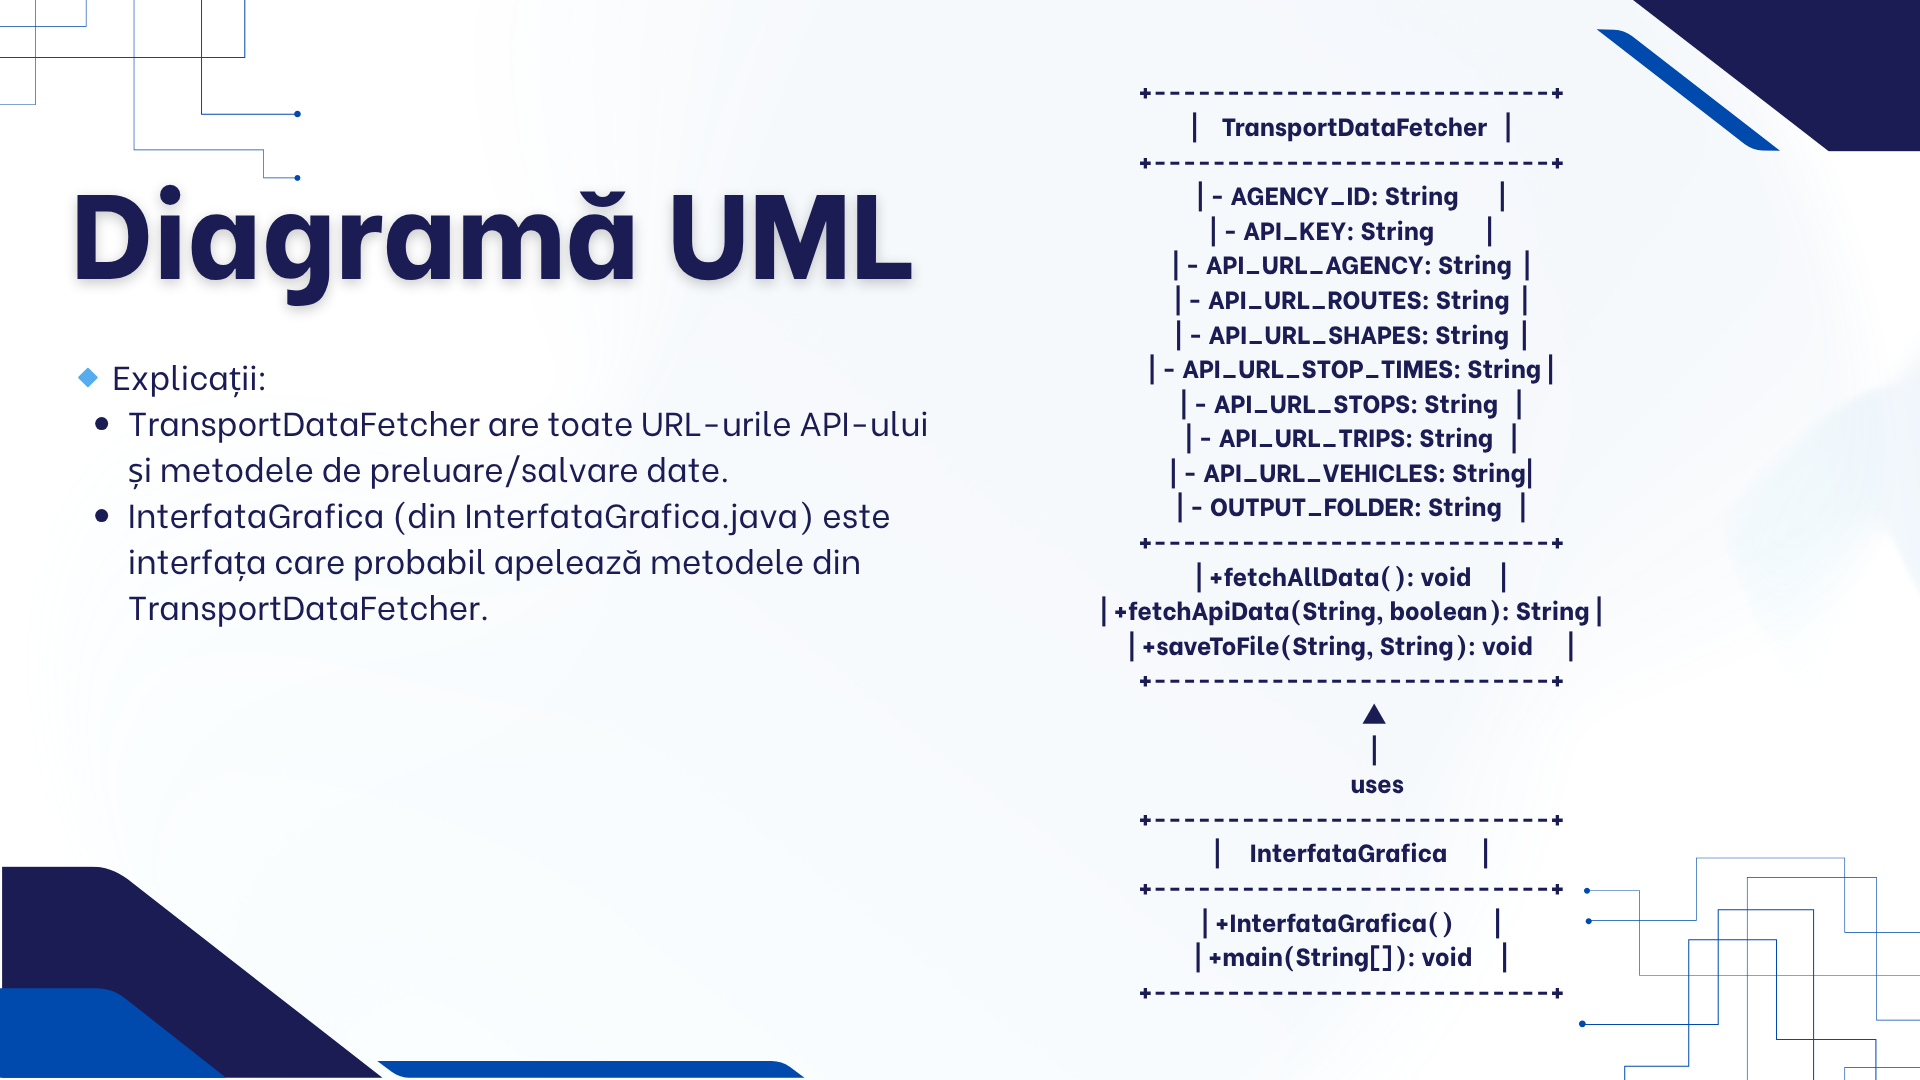 Diagramă UML
🔹 Explicații:
• TransportDataFetcher are toate URL-urile API-ului
și metodele de preluare/salvare date.
• InterfataGrafica (din InterfataGrafica.java) este
interfața care probabil apelează metodele din
TransportDataFetcher.
+---------------------------+
| TransportDataFetcher |
+---------------------------+
| - AGENCY_ID: String |
| - API_KEY: String |
| - API_URL_AGENCY: String |
| - API_URL_ROUTES: String |
| - API_URL_SHAPES: String |
| - API_URL_STOP_TIMES: String |
| - API_URL_STOPS: String |
| - API_URL_TRIPS: String |
| - API_URL_VEHICLES: String|
| - OUTPUT_FOLDER: String |
+---------------------------+
| +fetchAllData(): void |
| +fetchApiData(String, boolean): String |
| +saveToFile(String, String): void |
+---------------------------+
▲
|
uses
+---------------------------+
| InterfataGrafica |
+---------------------------+
| +InterfataGrafica() |
| +main(String[]): void |
+---------------------------+